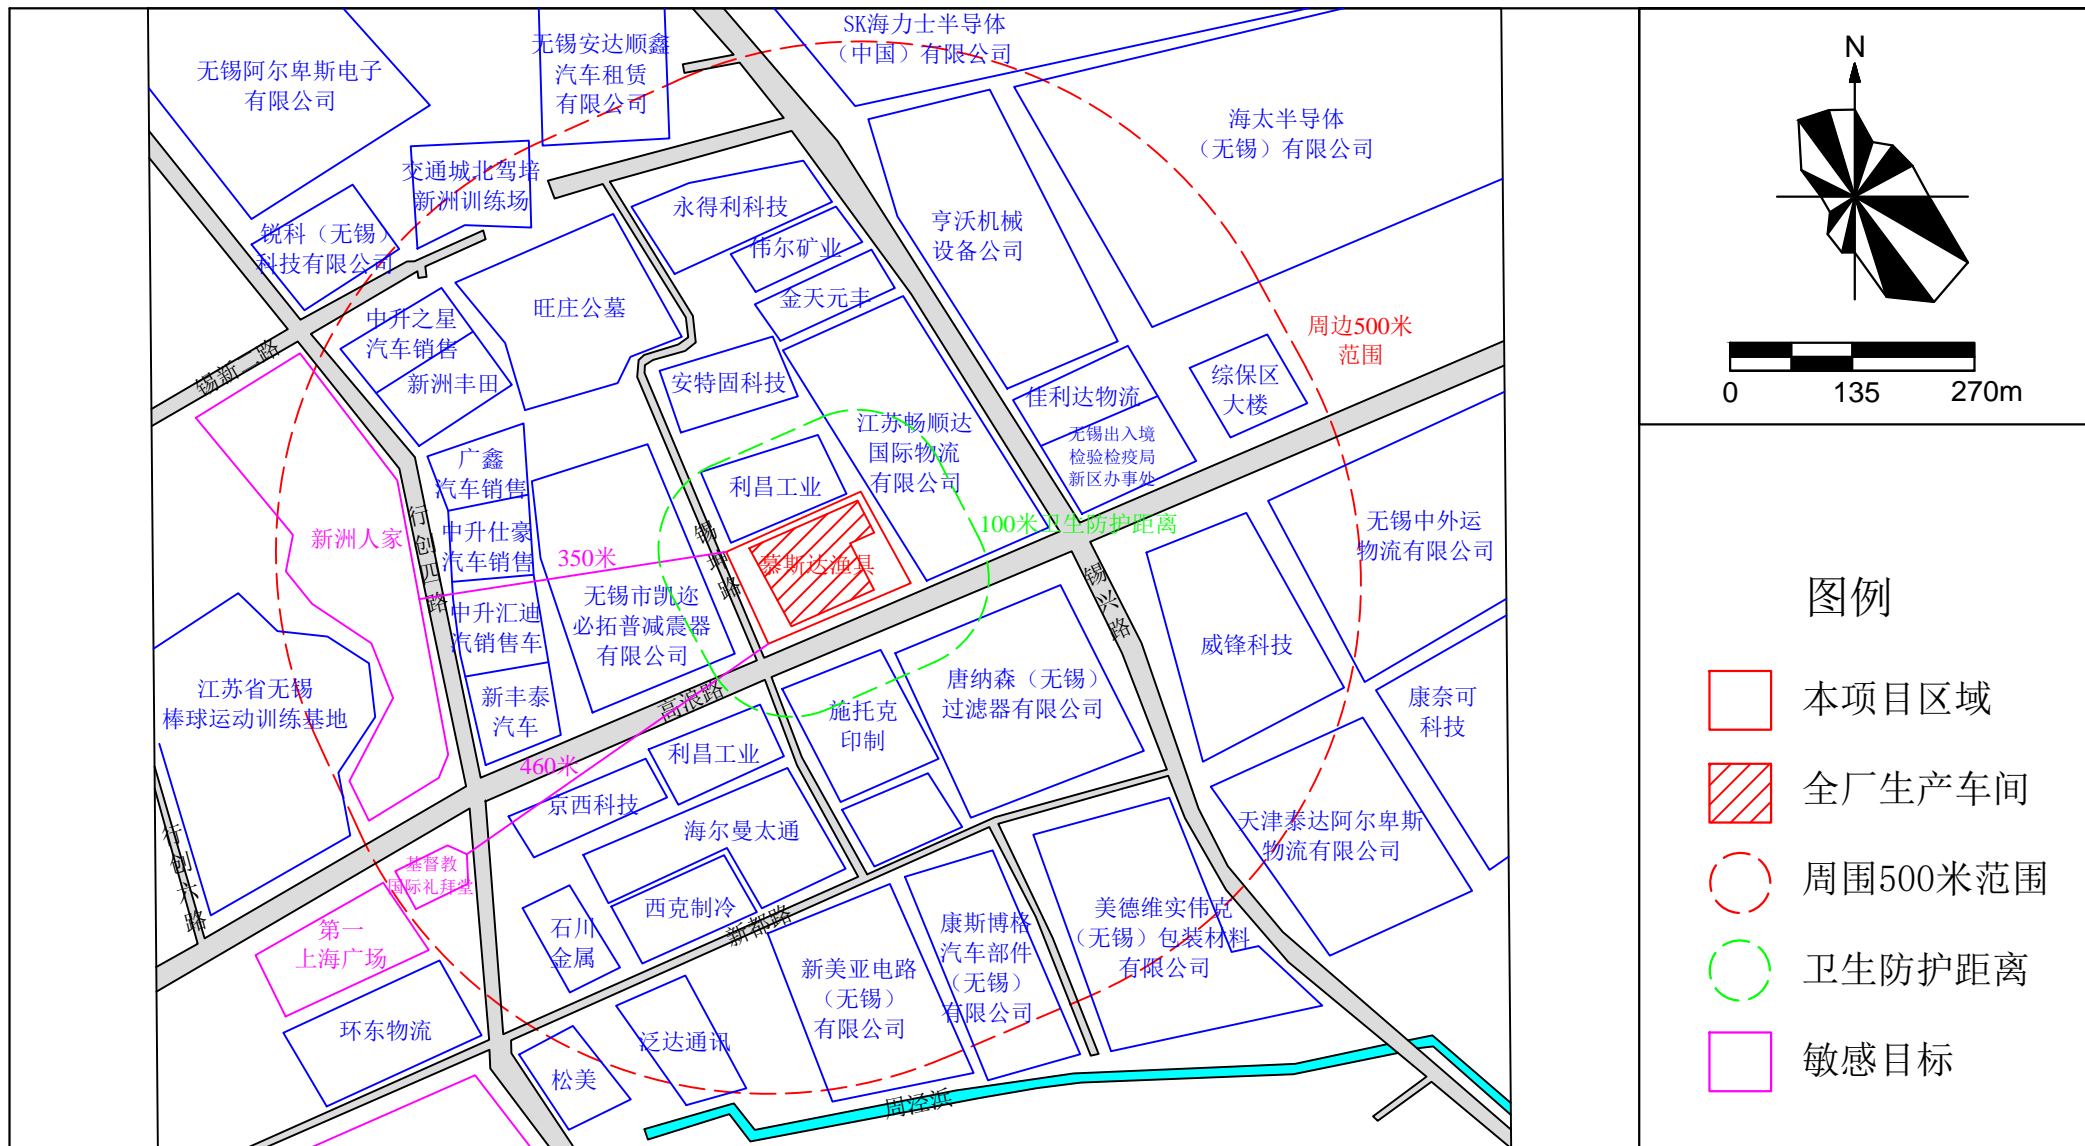 无锡阿尔卑斯电子
有限公司
无锡安达顺鑫
汽车租赁
有限公司
SK海力士半导体
（中国）有限公司
海太半导体
（无锡）有限公司
交通城北驾培
新洲训练场
永得利科技
伟尔矿业
金天元丰
亨沃机械
设备公司
锐科（无锡）
科技有限公司
旺庄公墓
中升之星
汽车销售
新洲丰田
锡新二路
安特固科技
周边500米
范围
综保区
大楼
佳利达物流
无锡出入境
检验检疫局
新区办事处
江苏畅顺达
国际物流
有限公司
利昌工业
广鑫
汽车销售
中升仕豪
汽车销售
中升汇迪
汽销售车
新丰泰
汽车
行创四路
新洲人家
350米
锡坤路
慕斯达渔具
100米卫生防护距离
无锡市凯迩
必拓普减震器
有限公司
无锡中外运
物流有限公司
锡兴路
威锋科技
康奈可
科技
江苏省无锡
棒球运动训练基地
高浪路
唐纳森（无锡）
过滤器有限公司
施托克
印制
利昌工业
460米
京西科技
海尔曼太通
天津泰达阿尔卑斯
物流有限公司
行创六路
基督教
国际礼拜堂
第一
上海广场
石川
金属
西克制冷
新都路
康斯博格
汽车部件
（无锡）
有限公司
美德维实伟克
（无锡）包装材料
有限公司
新美亚电路
（无锡）
有限公司
环东物流
泛达通讯
松美
周泾浜
N
0 135 270m
图例
本项目区域
全厂生产车间
周围500米范围
卫生防护距离
敏感目标